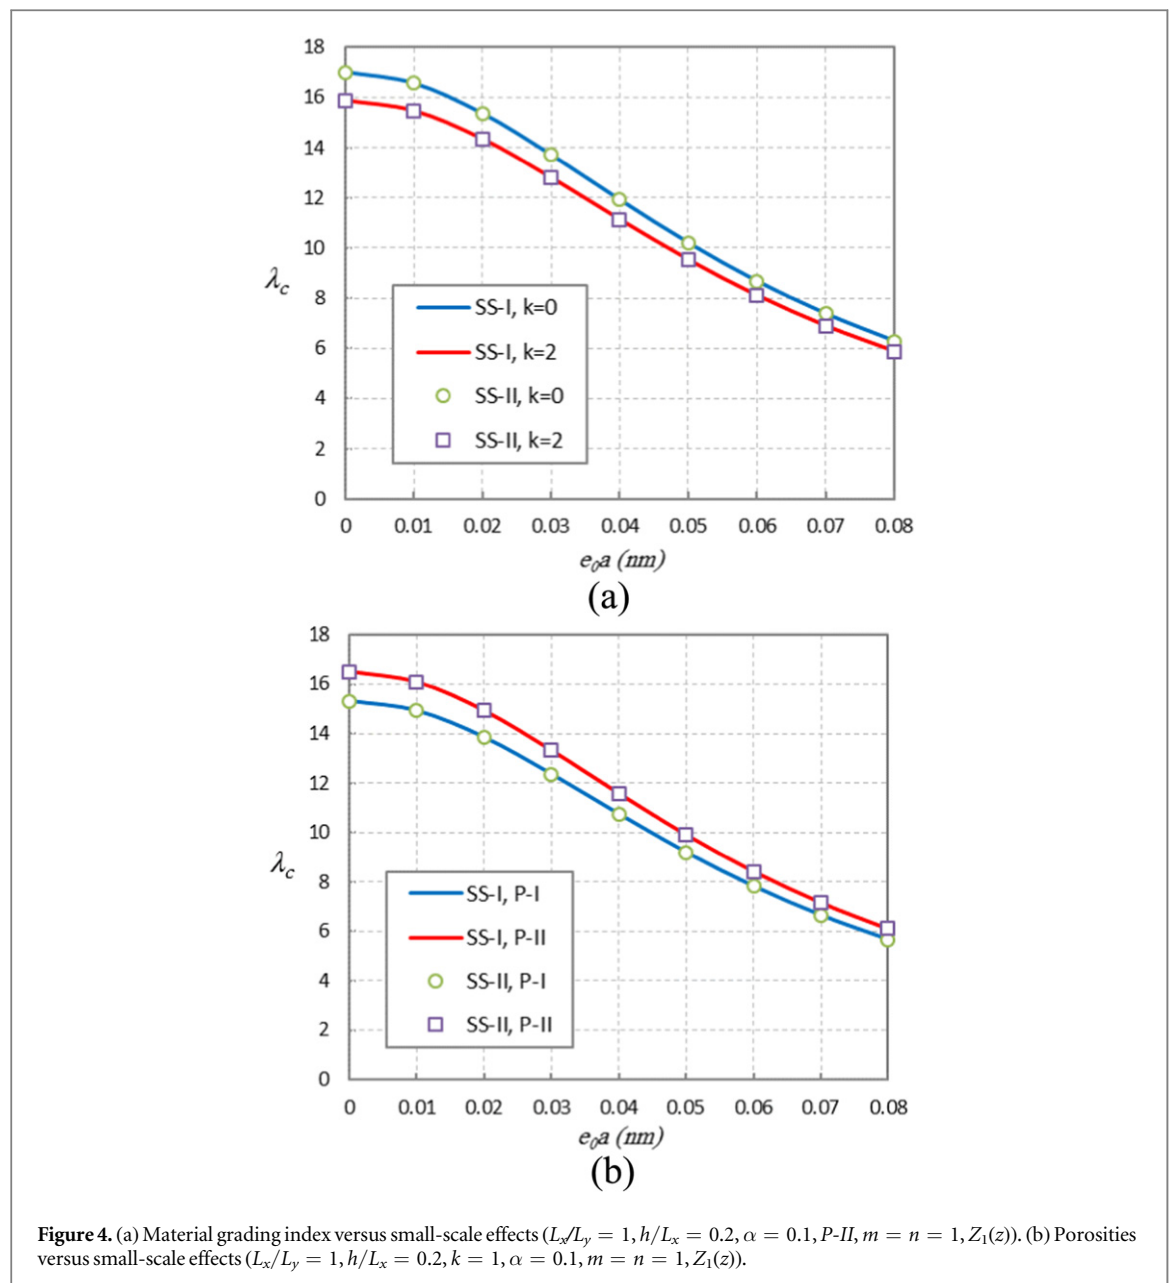 18
16
14
12
10
8
6
4
2
0
λc
SS-I, k=0
SS-I, k=2
SS-II, k=0
SS-II, k=2
0 0.01 0.02 0.03 0.04 0.05 0.06 0.07 0.08
e₀a (nm)
(a)
18
16
14
12
10
8
6
4
2
0
λc
SS-I, P-I
SS-I, P-II
SS-II, P-I
SS-II, P-II
0 0.01 0.02 0.03 0.04 0.05 0.06 0.07 0.08
e₀a (nm)
(b)
Figure 4. (a) Material grading index versus small-scale effects (Lx/Ly = 1, h/Lx = 0.2, α = 0.1, P-II, m = n = 1, Z₁(z)). (b) Porosities
versus small-scale effects (Lx/Ly = 1, h/Lx = 0.2, k = 1, α = 0.1, m = n = 1, Z₁(z)).